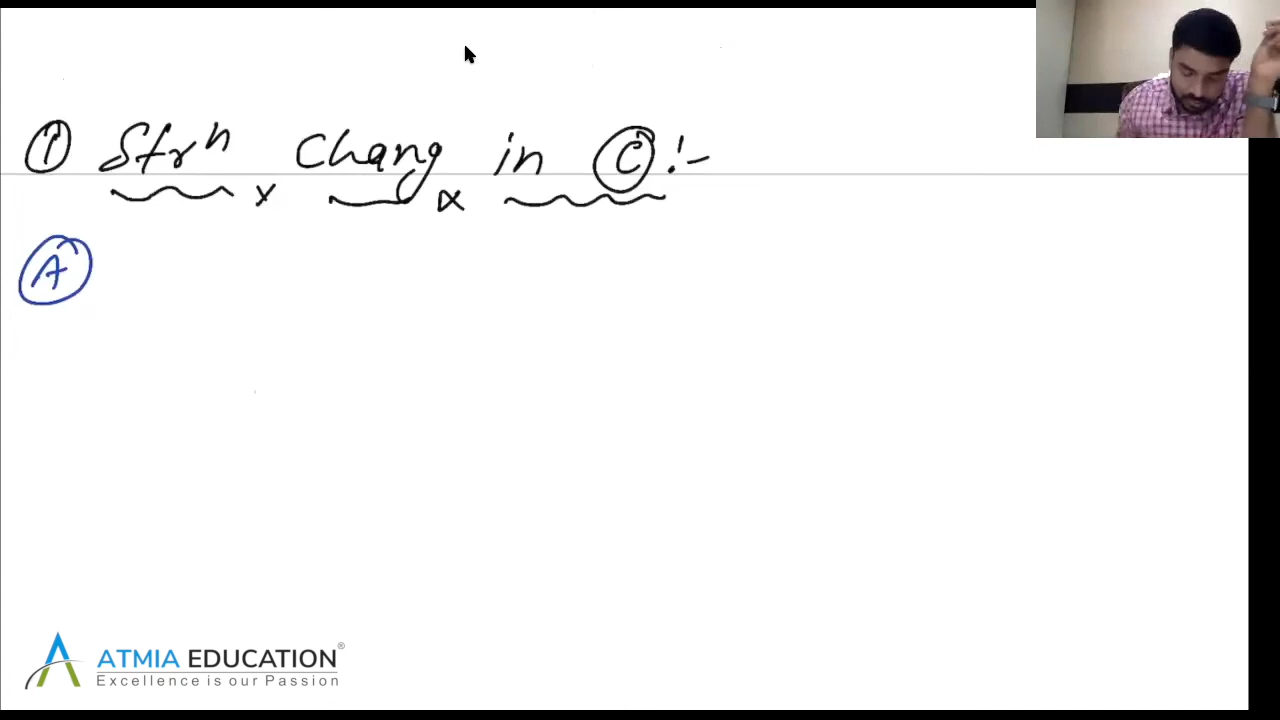 ① Strⁿ Chang in Ⓒ :-
Ⓐ
ATMIA EDUCATION®
Excellence is our Passion